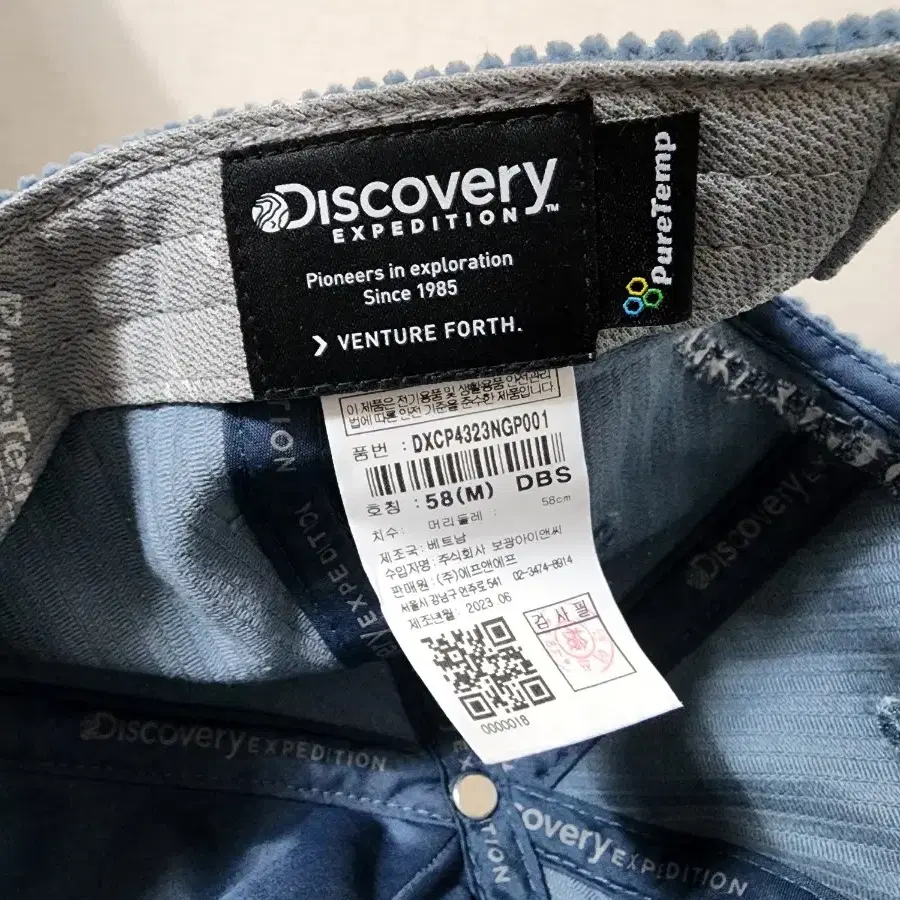 Discovery™
EXPEDITION
Pioneers in exploration
Since 1985
❯ VENTURE FORTH.
PureTemp
이 제품은 전기용품 및 생활용품 안전관리
법에 따른 안전 기준을 준수한 제품입니다
품번 : DXCP4323NGP001
호칭 : 58(M) DBS
치수: 머리둘레 : 58cm
제조국: 베트남
수입자명: 주식회사 보광아이앤씨
판매원: (주)에프앤에프
서울시 강남구 언주로 541 02-3474-8914
제조년월: 2023 06
검사필
0000018
TION
EXPEDITION
Discovery
Discovery EXPEDITION
TION
overy EXPEDITION